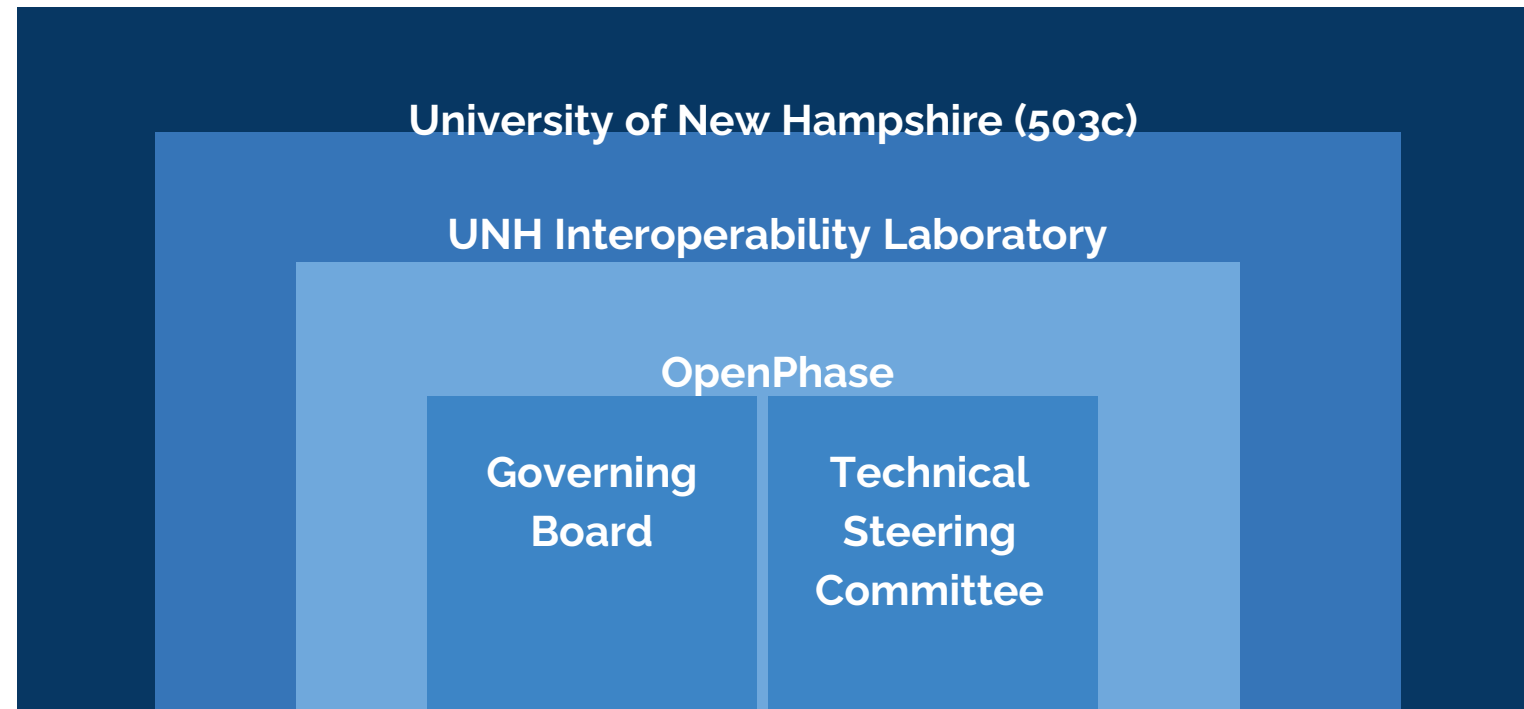 University of New Hampshire (503c)
UNH Interoperability Laboratory
OpenPhase
Governing
Board
Technical
Steering
Committee